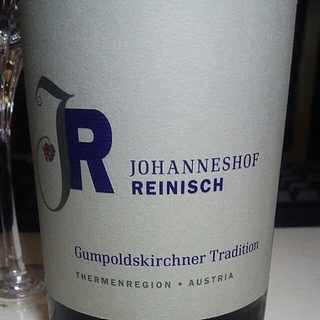 JR
JOHANNESHOF
REINISCH
Gumpoldskirchner Tradition
THERMENREGION • AUSTRIA